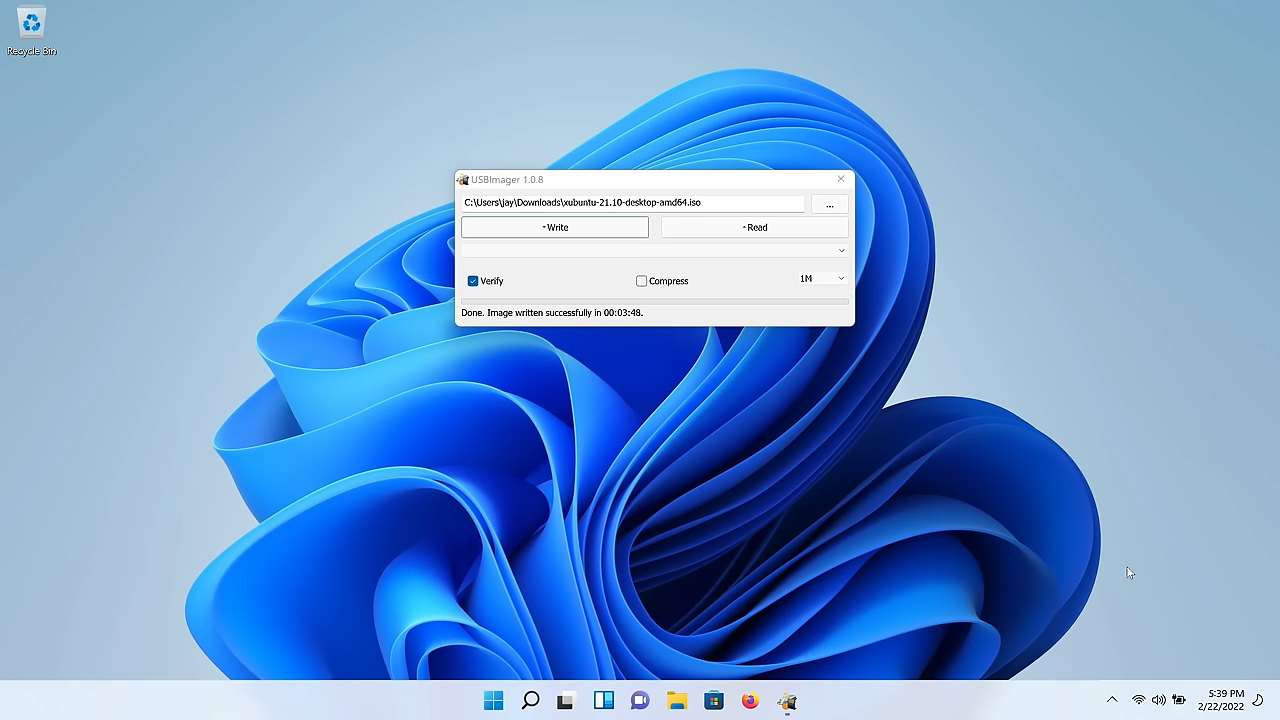 Recycle Bin
USBImager 1.0.8
C:\Users\jay\Downloads\xubuntu-21.10-desktop-amd64.iso
...
Write
Read
Verify
Compress
1M
Done. Image written successfully in 00:03:48.
5:39 PM
2/22/2022